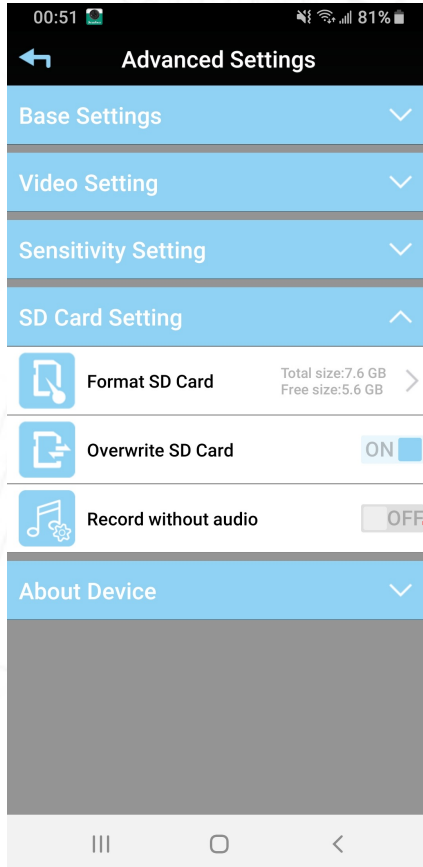 00:51 81%
Advanced Settings
Base Settings
Video Setting
Sensitivity Setting
SD Card Setting
Format SD Card
Total size:7.6 GB
Free size:5.6 GB
Overwrite SD Card ON
Record without audio OFF
About Device